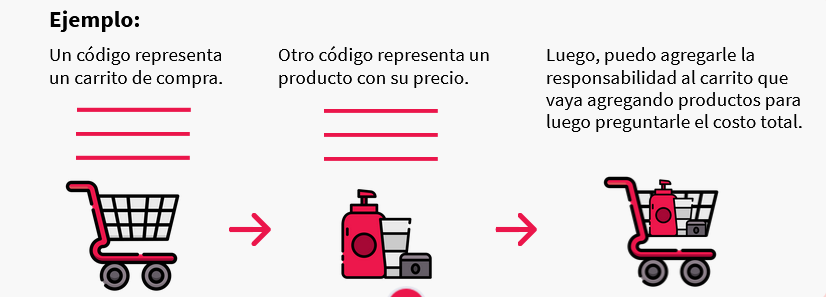 Ejemplo:
Un código representa
un carrito de compra.
Otro código representa un
producto con su precio.
Luego, puedo agregarle la
responsabilidad al carrito que
vaya agregando productos para
luego preguntarle el costo total.